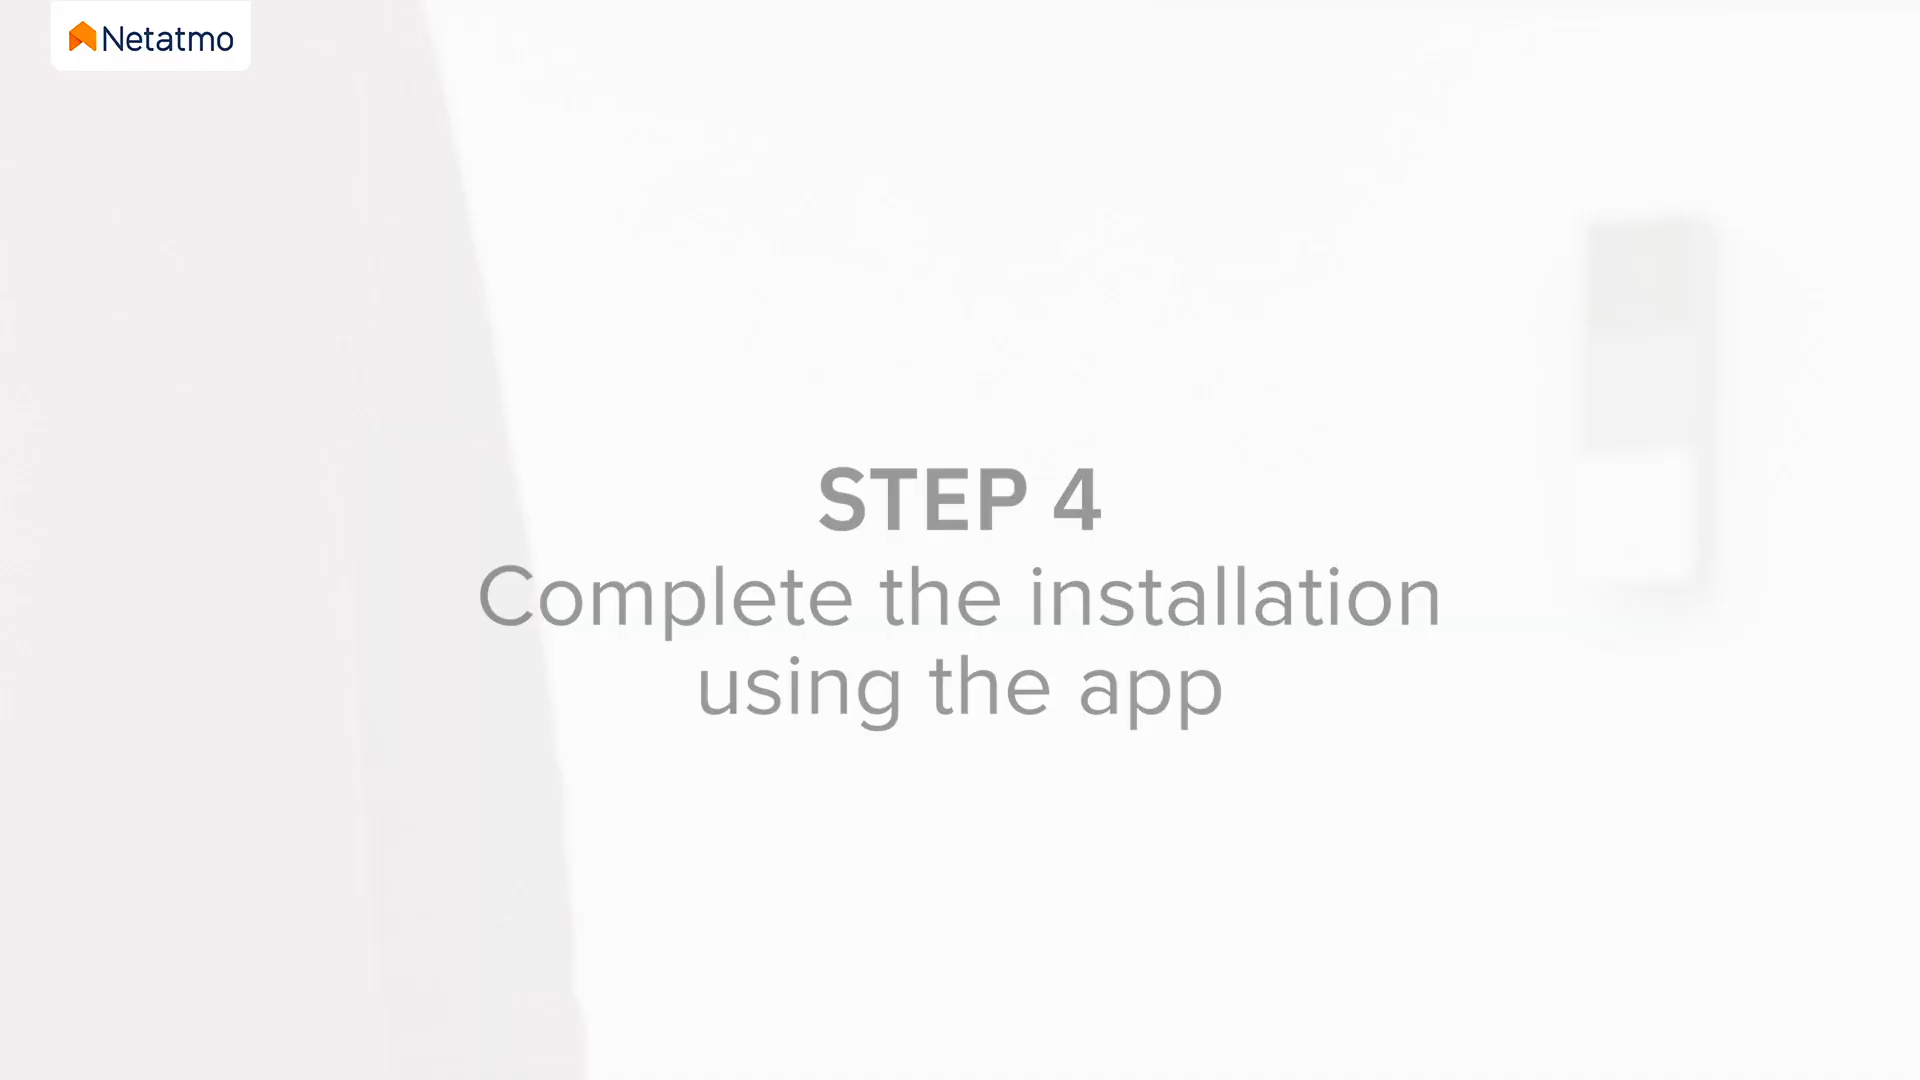 Netatmo
STEP 4
Complete the installation
using the app